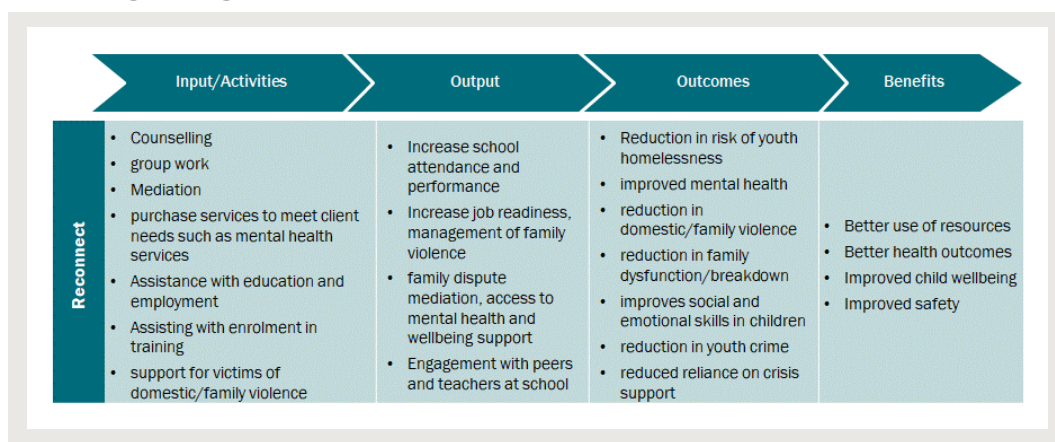 Input/Activities
Output
Outcomes
Benefits
Reconnect
• Counselling
• group work
• Mediation
• purchase services to meet client
needs such as mental health
services
• Assistance with education and
employment
• Assisting with enrolment in
training
• support for victims of
domestic/family violence
• Increase school
attendance and
performance
• Increase job readiness,
management of family
violence
• family dispute
mediation, access to
mental health and
wellbeing support
• Engagement with peers
and teachers at school
• Reduction in risk of youth
homelessness
• improved mental health
• reduction in
domestic/family violence
• reduction in family
dysfunction/breakdown
• improves social and
emotional skills in children
• reduction in youth crime
• reduced reliance on crisis
support
• Better use of resources
• Better health outcomes
• Improved child wellbeing
• Improved safety